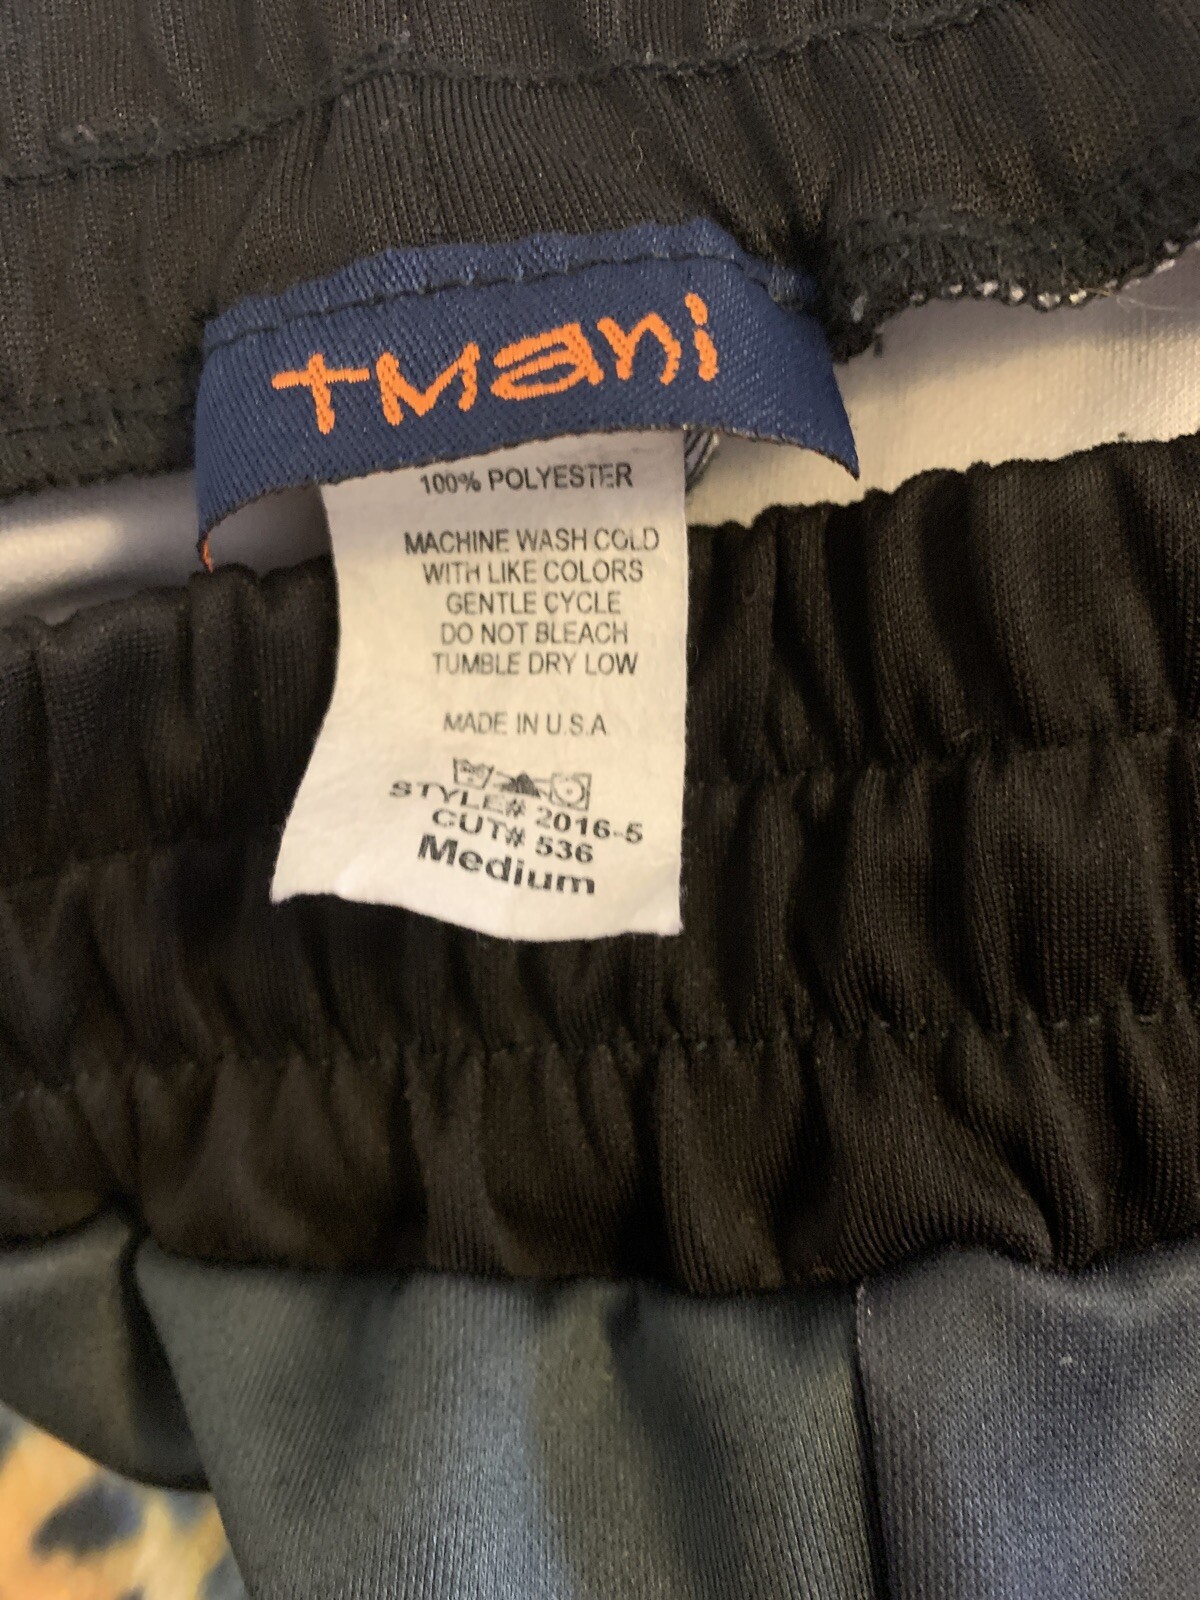 tmani
100% POLYESTER
MACHINE WASH COLD
WITH LIKE COLORS
GENTLE CYCLE
DO NOT BLEACH
TUMBLE DRY LOW
MADE IN U.S.A
STYLE# 2016-5
CUT# 536
Medium